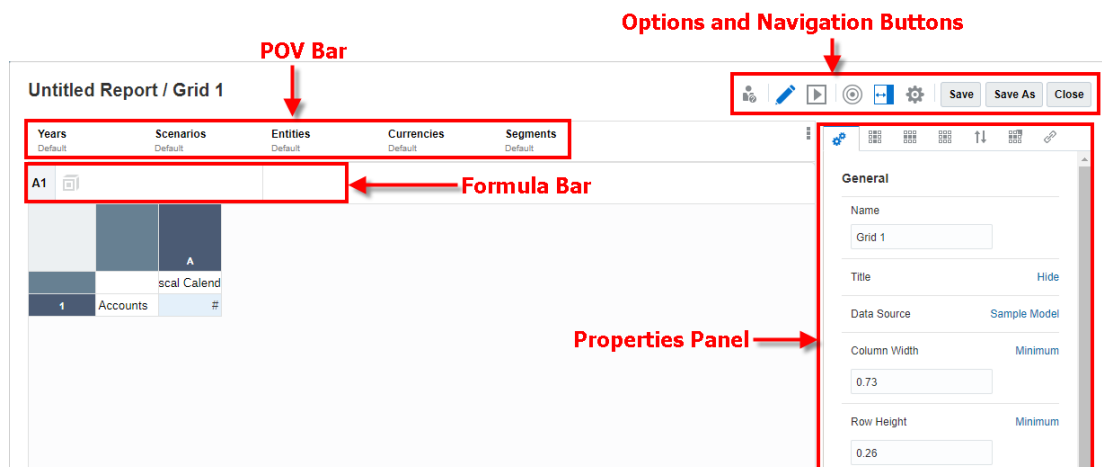 Options and Navigation Buttons
POV Bar
Untitled Report / Grid 1
Save Save As Close
Years Scenarios Entities Currencies Segments
Default Default Default Default Default
A1
Formula Bar
A
scal Calend
1 Accounts #
General
Name
Grid 1
Title Hide
Data Source Sample Model
Properties Panel
Column Width Minimum
0.73
Row Height Minimum
0.26